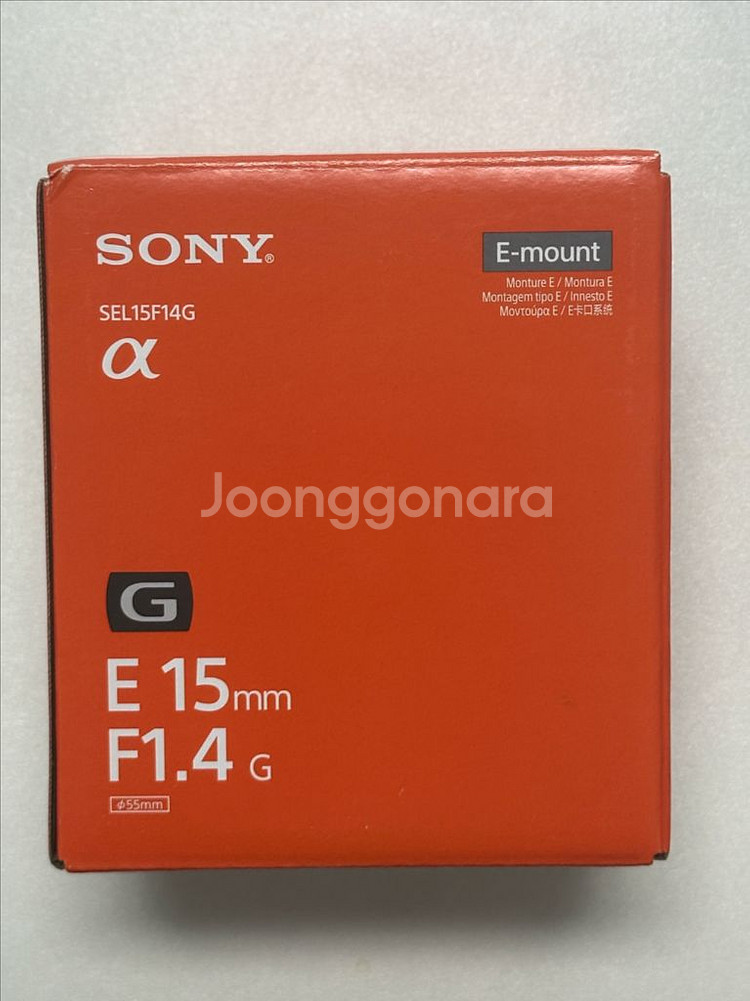 SONY®
E-mount
Monture E / Montura E
Montagem tipo E / Innesto E
Μοντούρα E / E卡口系统
SEL15F14G
α
Joonggonara
G
E 15mm
F1.4 G
ϕ55mm